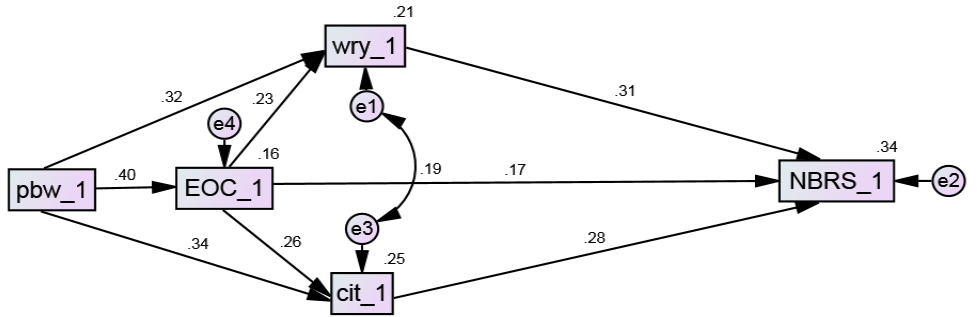 .21
wry_1
.32
.23
.31
e1
e4
.16
.34
pbw_1
.40
EOC_1
.19
.17
NBRS_1
e2
e3
.34
.26
.28
.25
cit_1